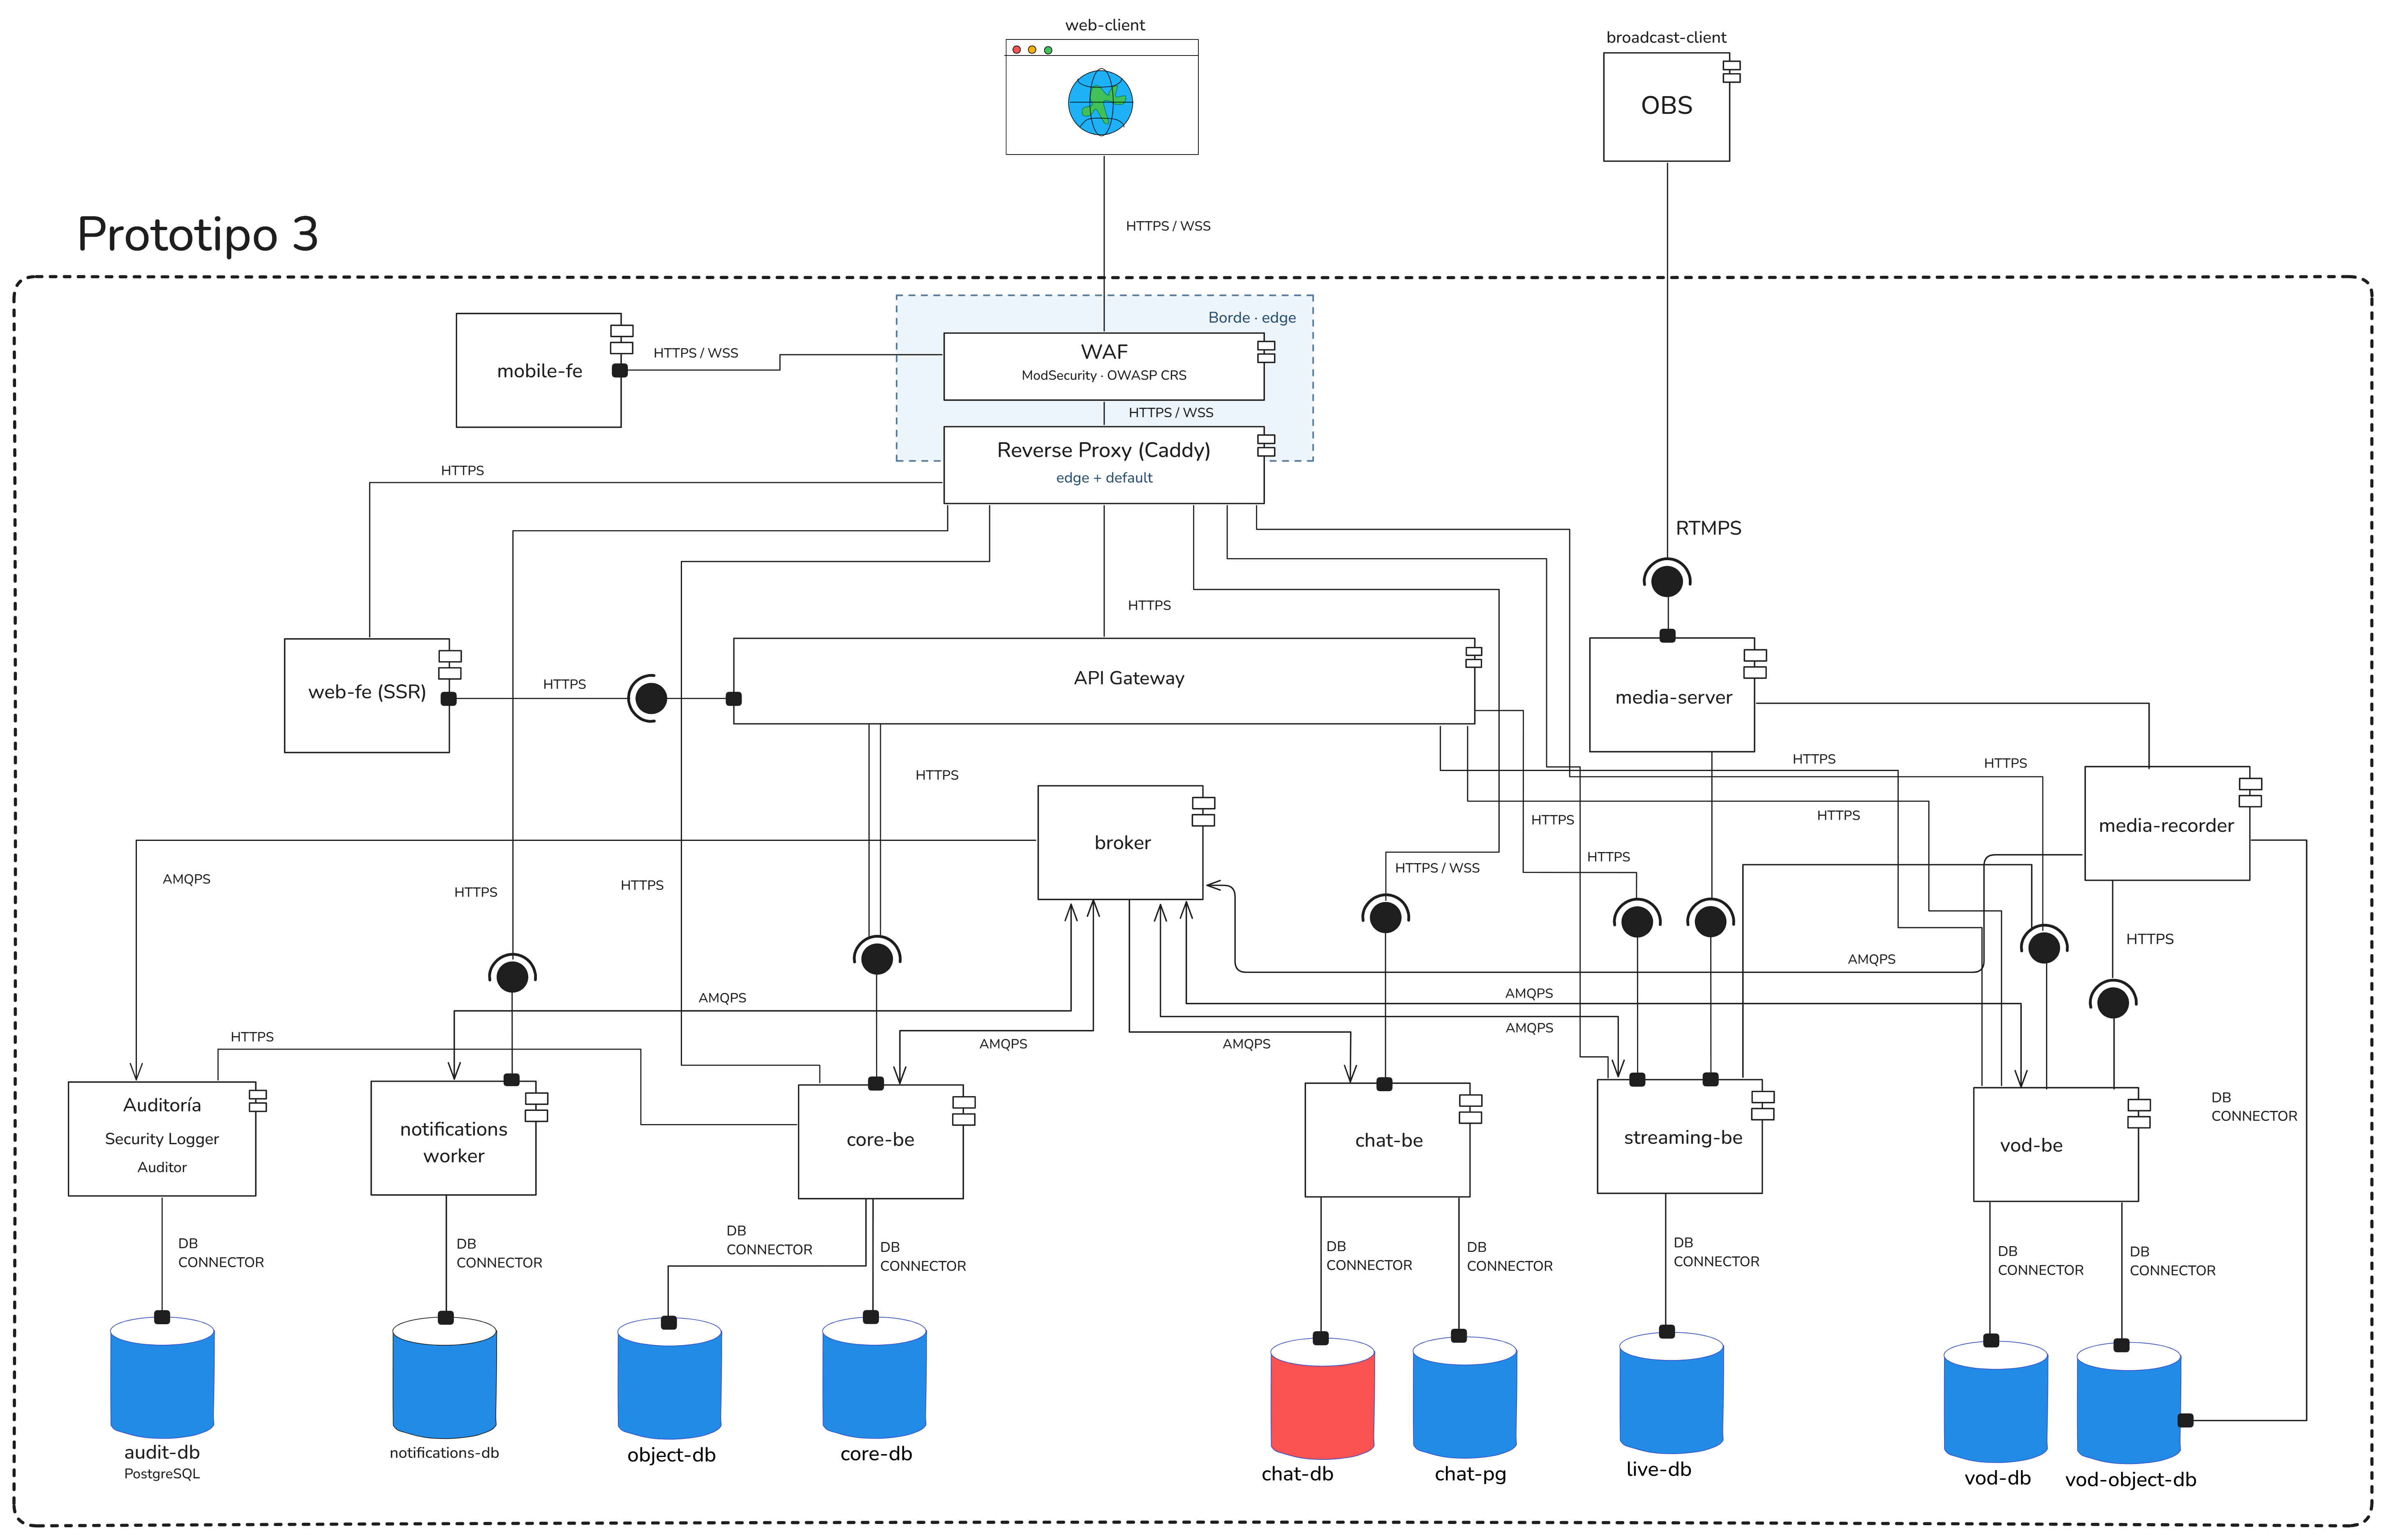 web-client
broadcast-client
OBS
HTTPS / WSS
Prototipo 3
Borde · edge
WAF
ModSecurity · OWASP CRS
mobile-fe
HTTPS / WSS
HTTPS / WSS
Reverse Proxy (Caddy)
edge + default
HTTPS
RTMPS
HTTPS
web-fe (SSR)
HTTPS
API Gateway
media-server
HTTPS
HTTPS
HTTPS
broker
HTTPS
HTTPS
media-recorder
AMQPS
HTTPS
HTTPS
HTTPS / WSS
HTTPS
HTTPS
AMQPS
AMQPS
AMQPS
AMQPS
HTTPS
AMQPS
AMQPS
Auditoría
Security Logger
Auditor
notifications
worker
core-be
chat-be
streaming-be
vod-be
DB
CONNECTOR
DB
CONNECTOR
DB
CONNECTOR
DB
CONNECTOR
DB
CONNECTOR
DB
CONNECTOR
DB
CONNECTOR
DB
CONNECTOR
DB
CONNECTOR
DB
CONNECTOR
audit-db
PostgreSQL
notifications-db
object-db
core-db
chat-db
chat-pg
live-db
vod-db
vod-object-db